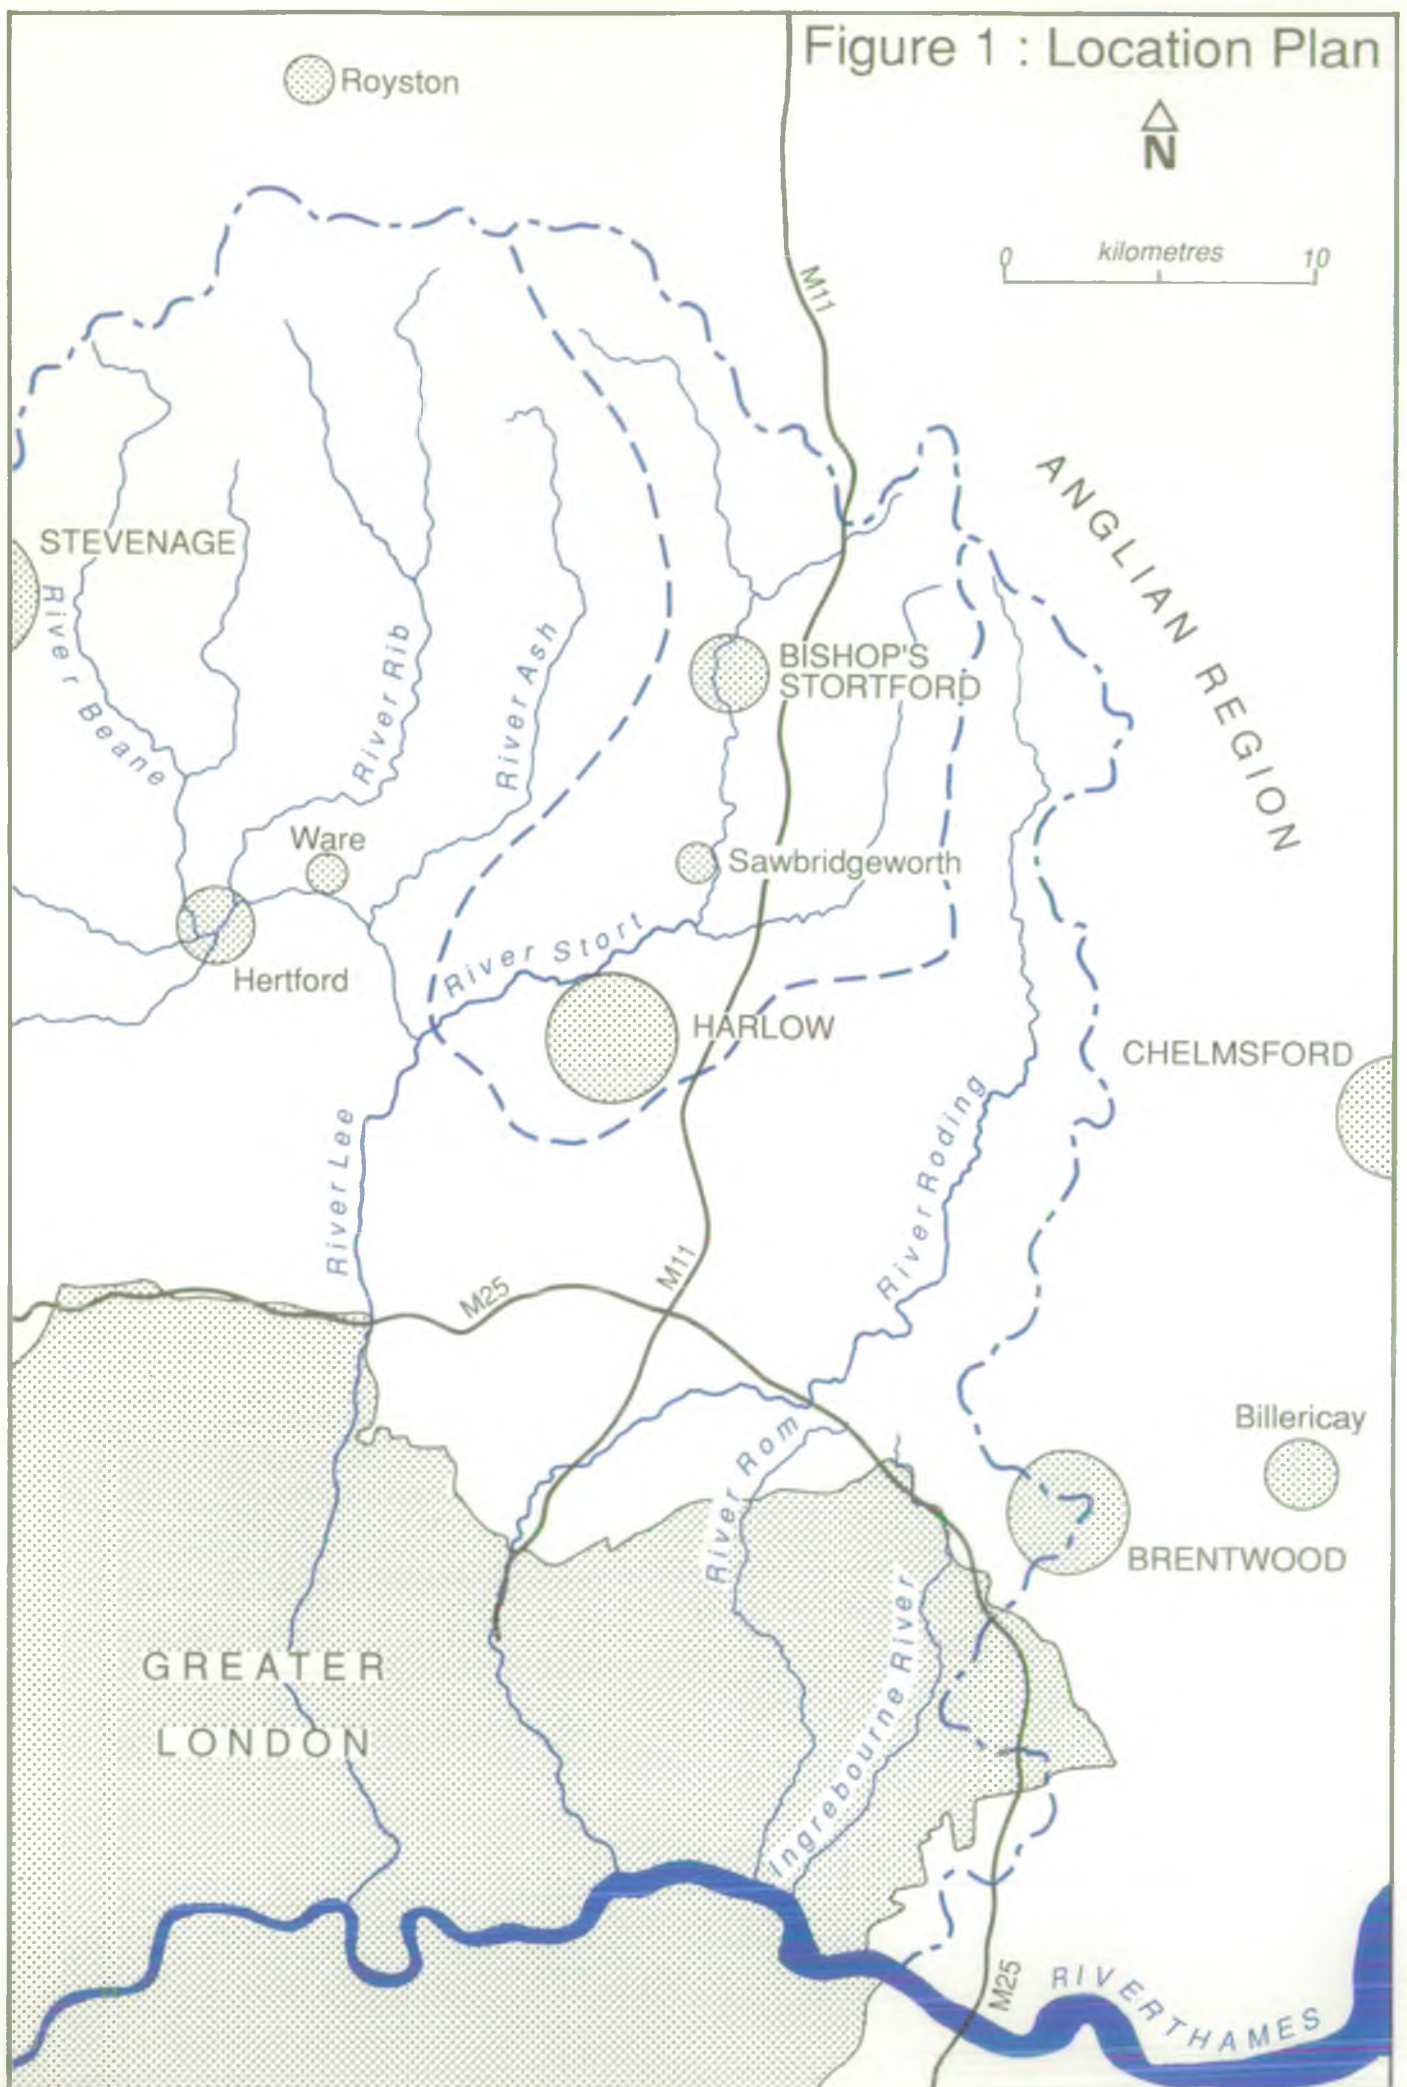 Figure 1 : Location Plan
Royston
N
0 kilometres 10
M11
ANGLIAN REGION
STEVENAGE
River Beane
River Rib
River Ash
BISHOP'S
STORTFORD
Ware
Sawbridgeworth
Hertford
River Stort
HARLOW
CHELMSFORD
River Lee
River Roding
M25
M11
Billericay
River Rom
BRENTWOOD
Ingrebourne River
GREATER
LONDON
M25
RIVER THAMES